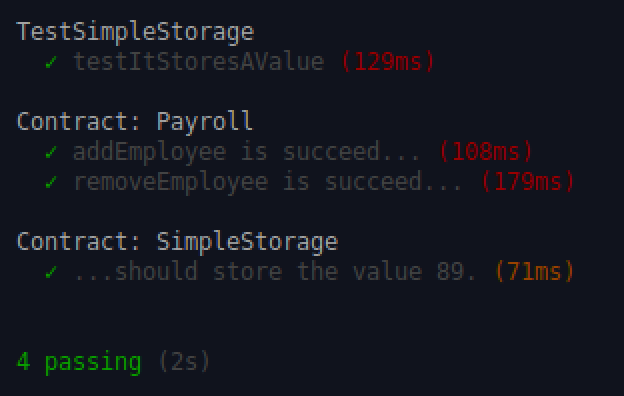 TestSimpleStorage
✓ testItStoresAValue (129ms)
Contract: Payroll
✓ addEmployee is succeed... (108ms)
✓ removeEmployee is succeed... (179ms)
Contract: SimpleStorage
✓ ...should store the value 89. (71ms)
4 passing (2s)